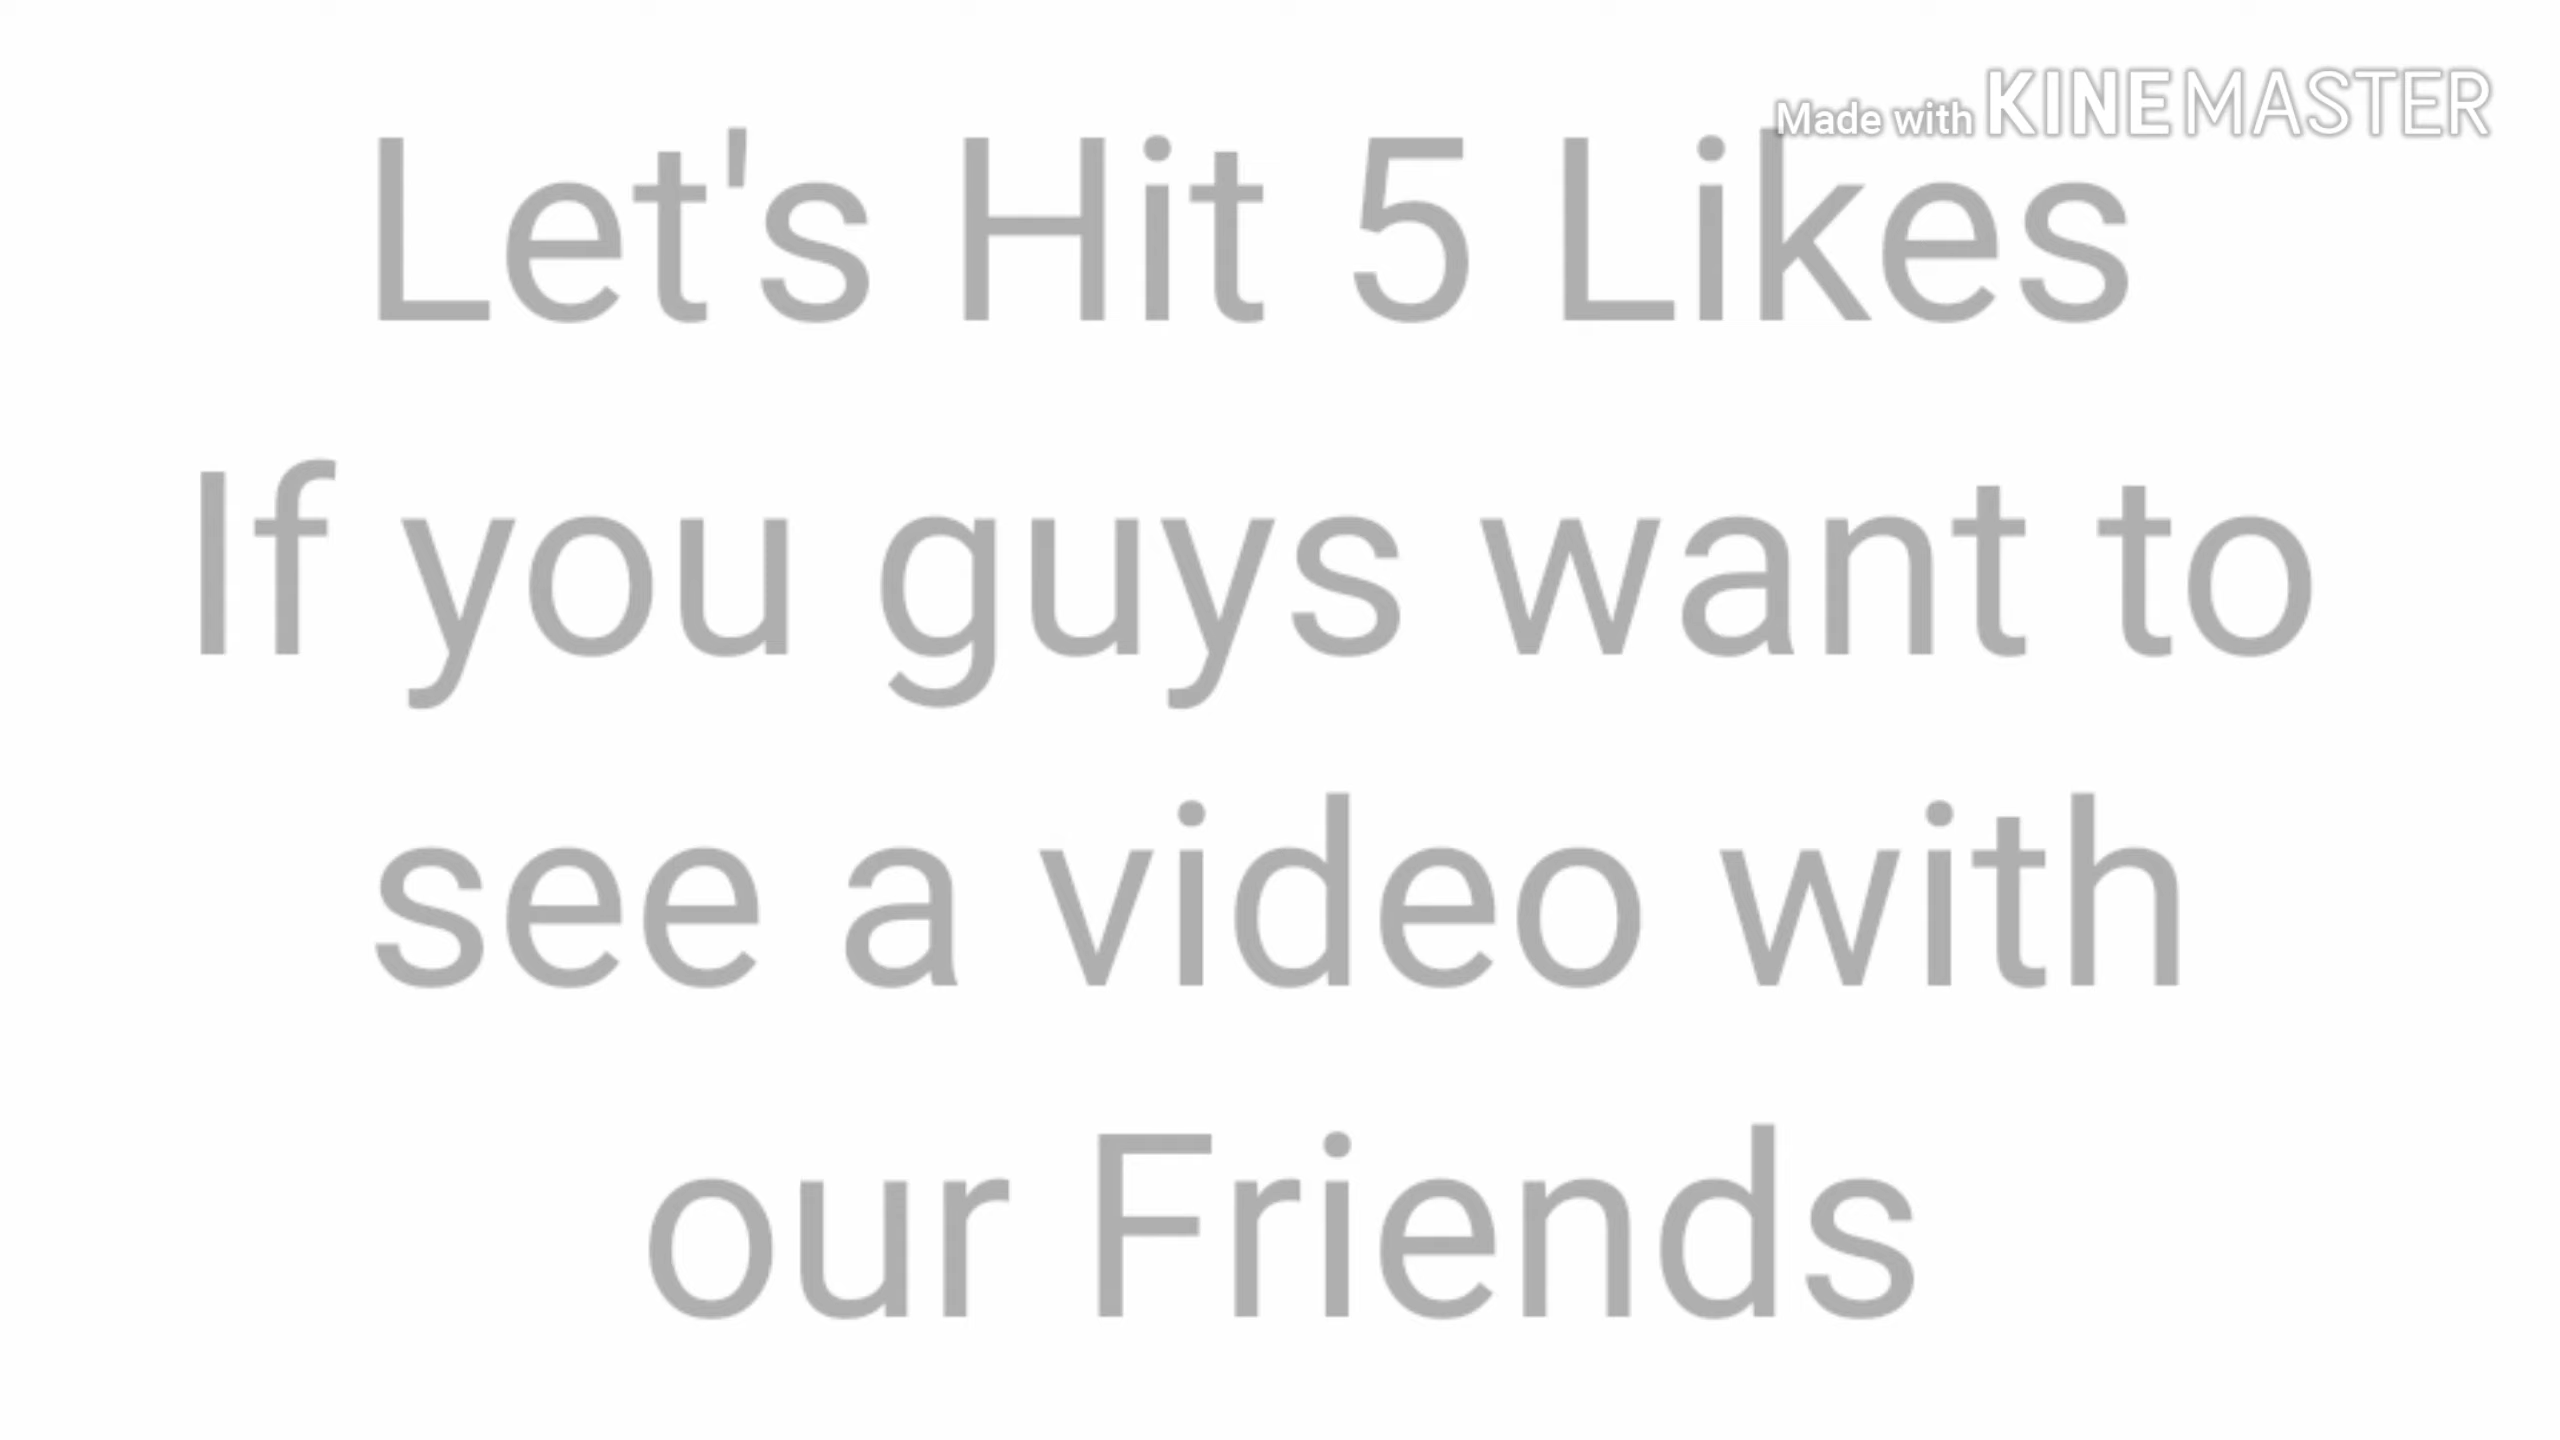 Made with KINEMASTER
Let's Hit 5 Likes
If you guys want to
see a video with
our Friends